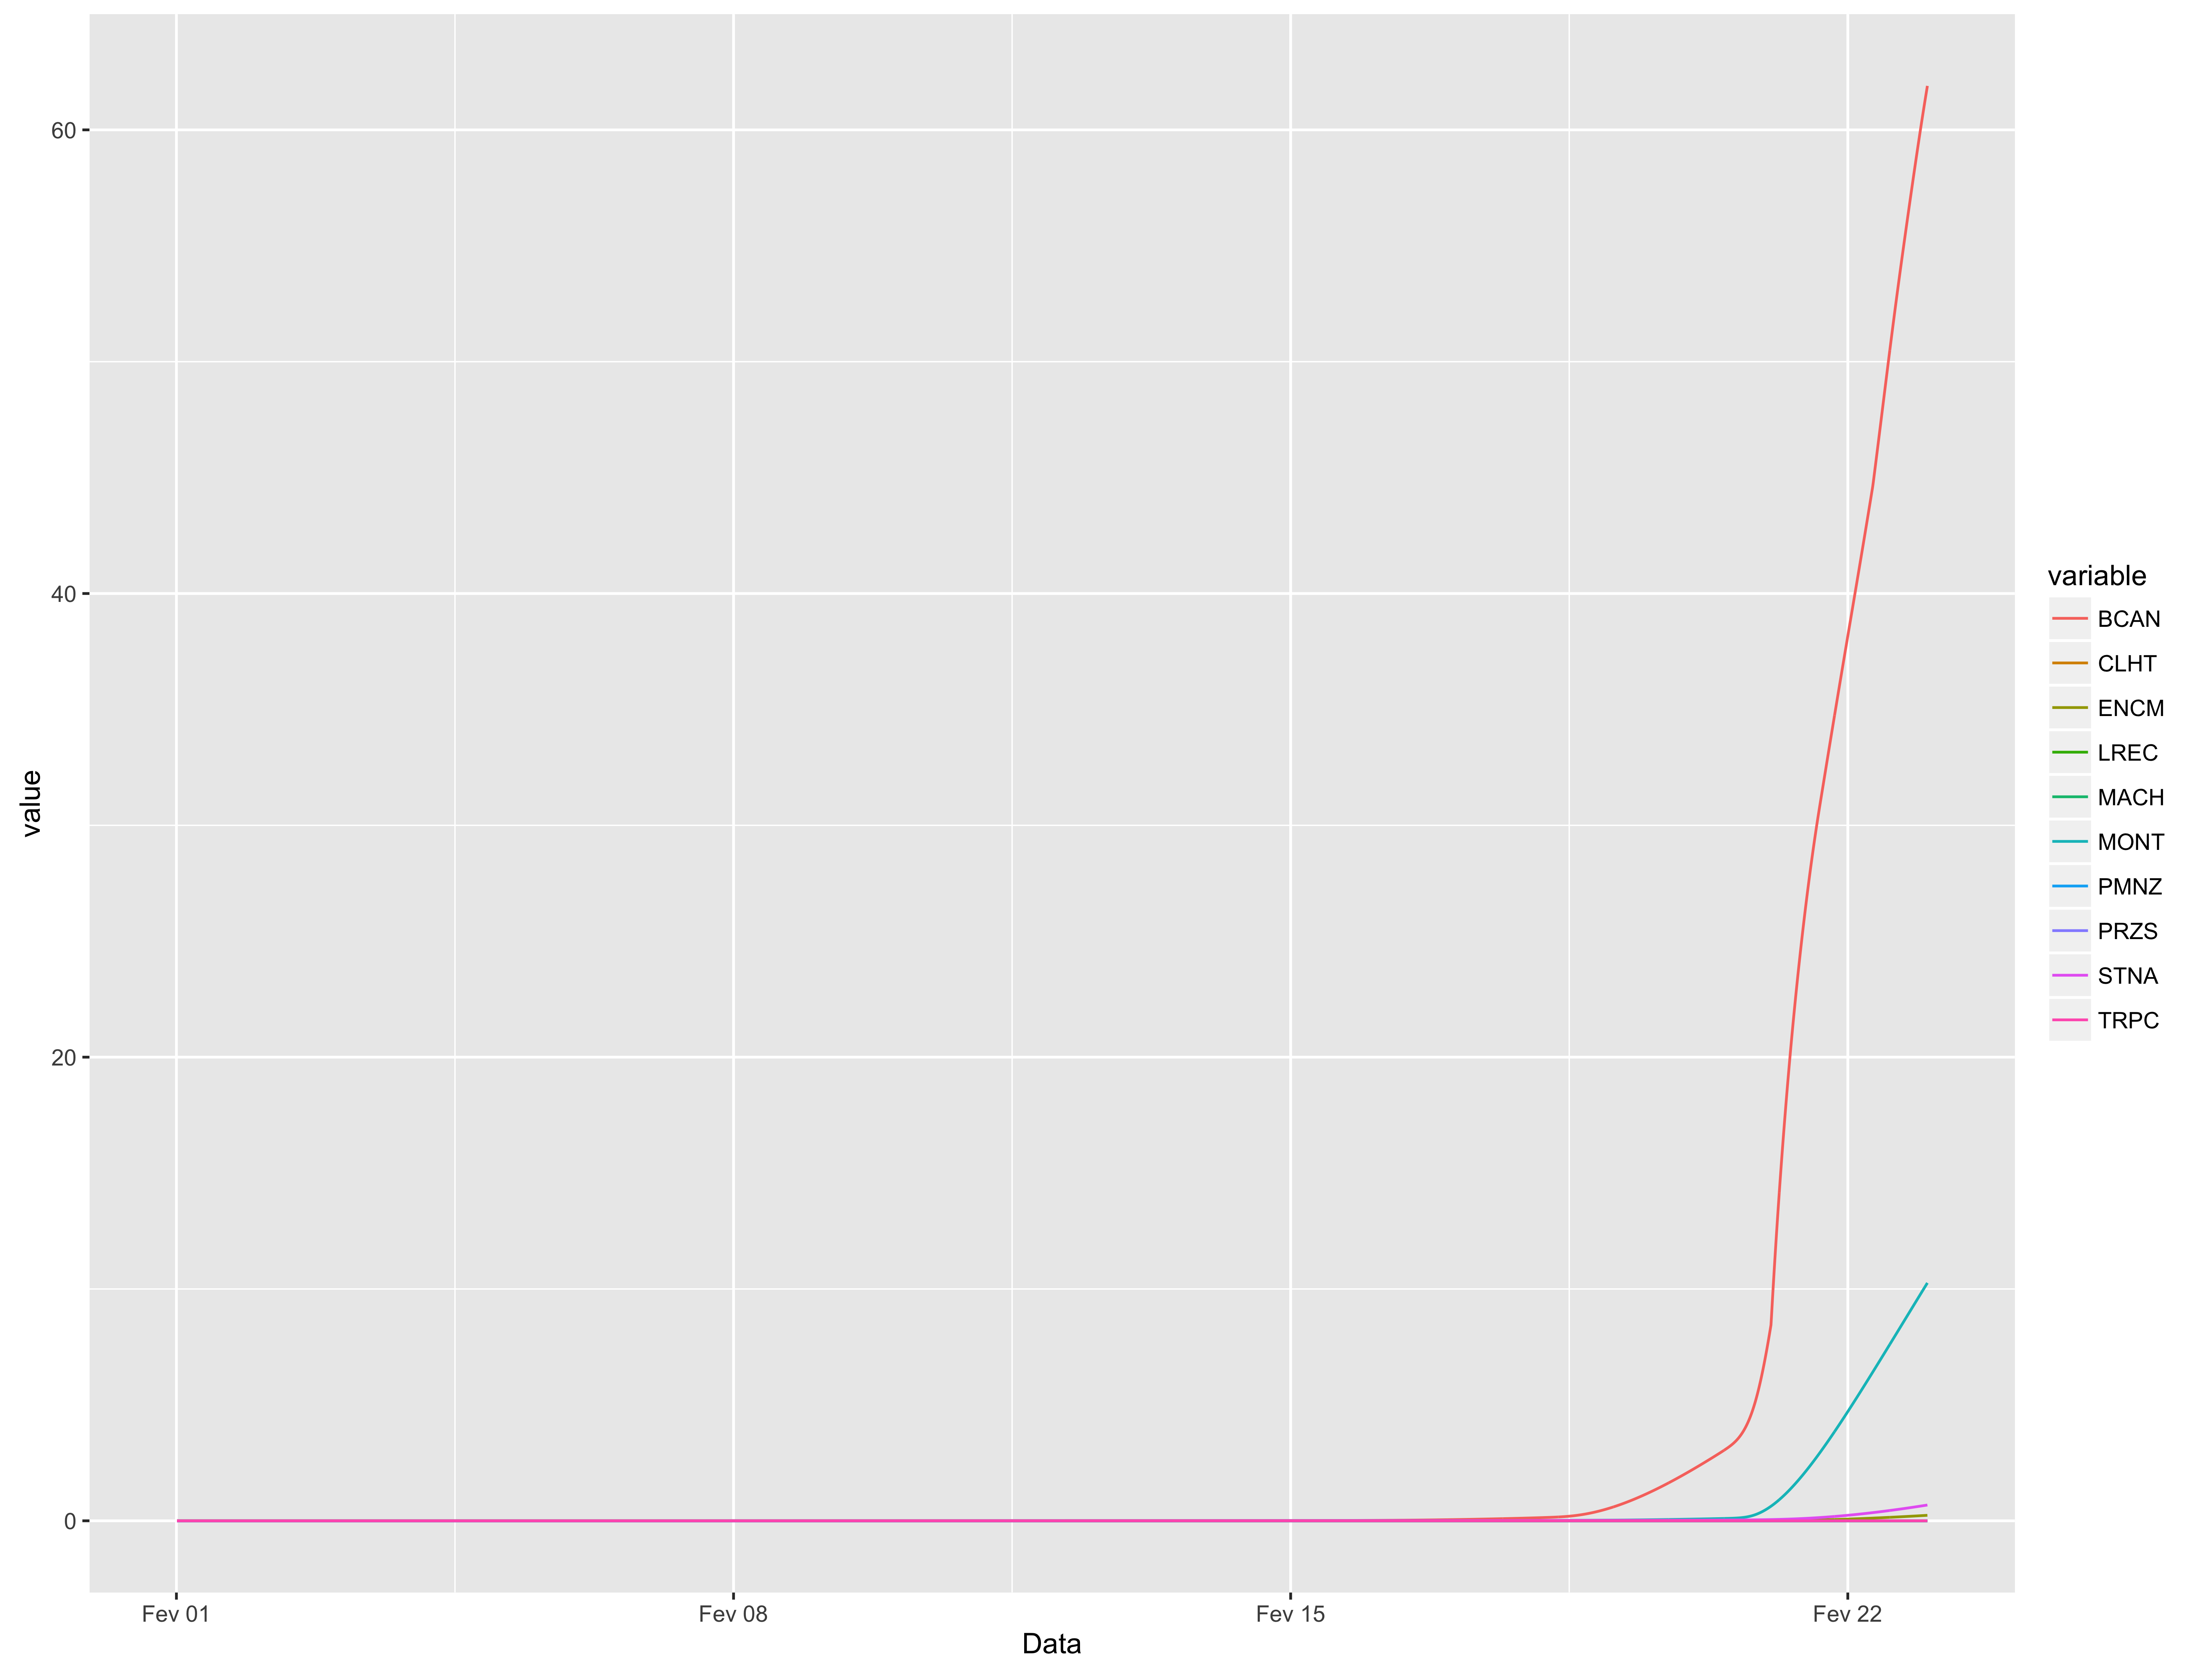 value
60
40
20
0
Fev 01
Fev 08
Fev 15
Fev 22
Data
variable
BCAN
CLHT
ENCM
LREC
MACH
MONT
PMNZ
PRZS
STNA
TRPC